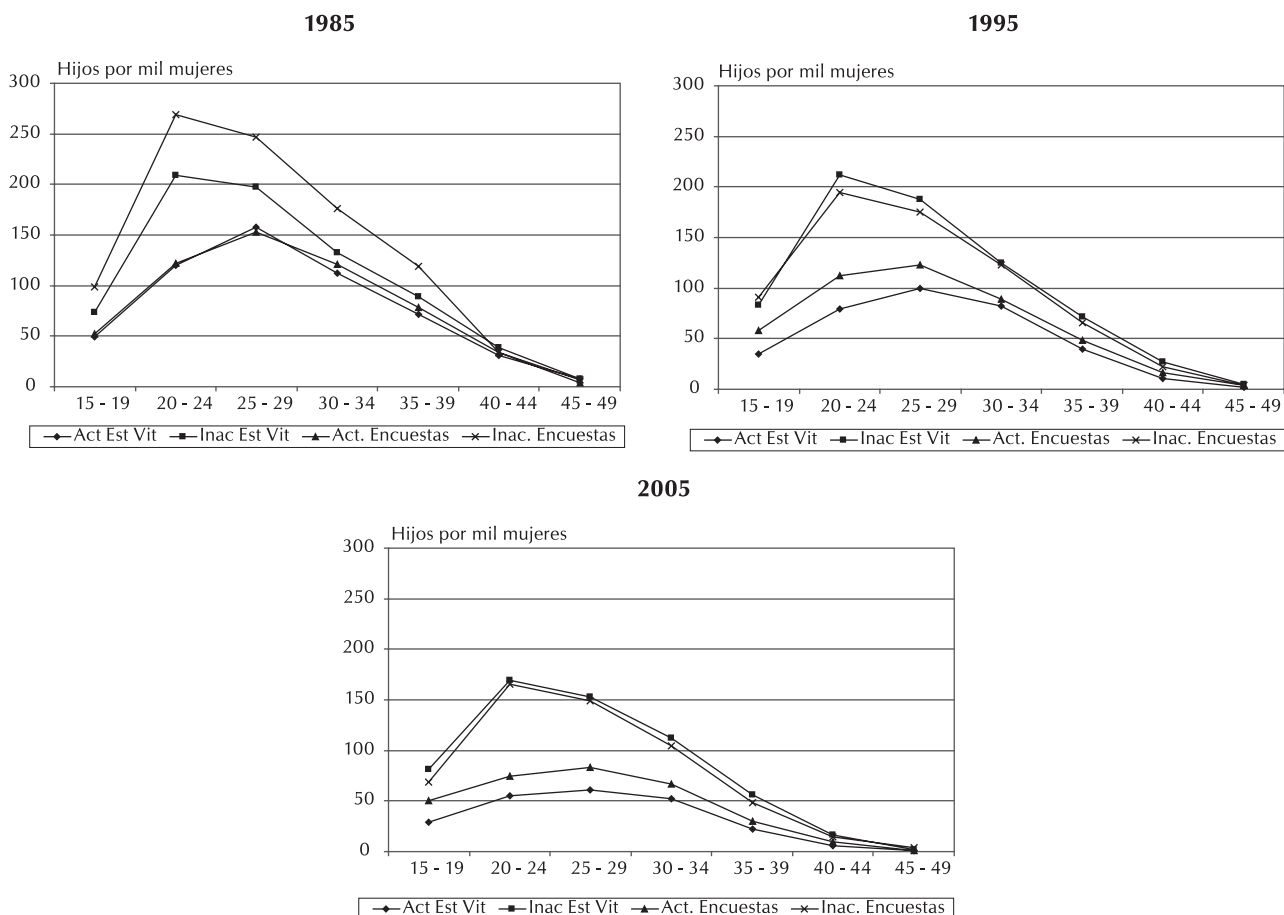 1985
Hijos por mil mujeres
300
250
200
150
100
50
0
15 - 19 20 - 24 25 - 29 30 - 34 35 - 39 40 - 44 45 - 49
Act Est Vit Inac Est Vit Act. Encuestas Inac. Encuestas
1995
Hijos por mil mujeres
300
250
200
150
100
50
0
15 - 19 20 - 24 25 - 29 30 - 34 35 - 39 40 - 44 45 - 49
Act Est Vit Inac Est Vit Act. Encuestas Inac. Encuestas
2005
Hijos por mil mujeres
300
250
200
150
100
50
0
15 - 19 20 - 24 25 - 29 30 - 34 35 - 39 40 - 44 45 - 49
Act Est Vit Inac Est Vit Act. Encuestas Inac. Encuestas